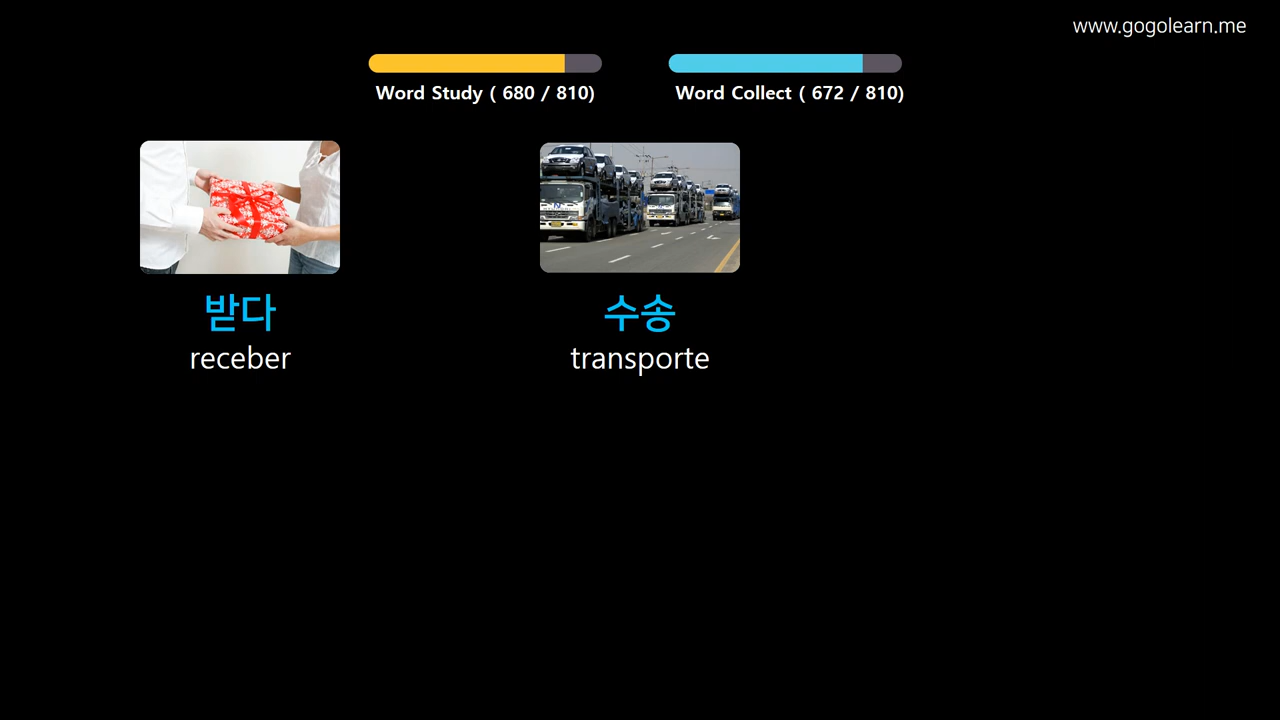 www.gogolearn.me
Word Study ( 680 / 810)
Word Collect ( 672 / 810)
받다
receber
수송
transporte